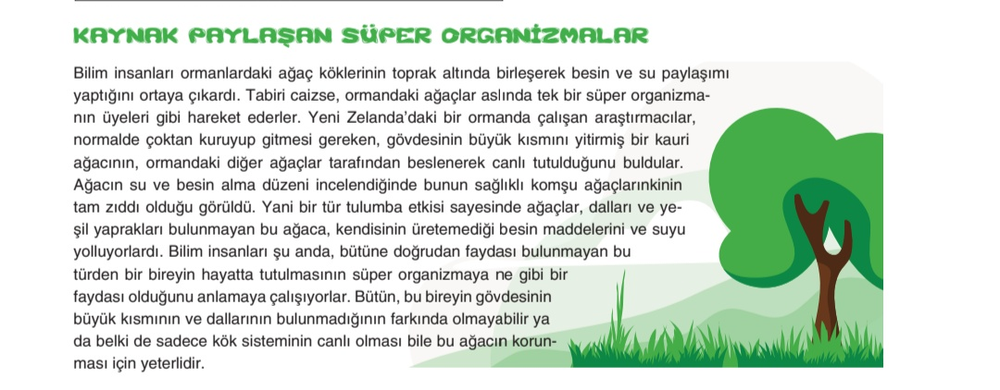 KAYNAK PAYLAŞAN SÜPER ORGANİZMALAR
Bilim insanları ormanlardaki ağaç köklerinin toprak altında birleşerek besin ve su paylaşımı
yaptığını ortaya çıkardı. Tabiri caizse, ormandaki ağaçlar aslında tek bir süper organizma-
nın üyeleri gibi hareket ederler. Yeni Zelanda’daki bir ormanda çalışan araştırmacılar,
normalde çoktan kuruyup gitmesi gereken, gövdesinin büyük kısmını yitirmiş bir kauri
ağacının, ormandaki diğer ağaçlar tarafından beslenerek canlı tutulduğunu buldular.
Ağacın su ve besin alma düzeni incelendiğinde bunun sağlıklı komşu ağaçlarınkinin
tam zıddı olduğu görüldü. Yani bir tür tulumba etkisi sayesinde ağaçlar, dalları ve ye-
şil yaprakları bulunmayan bu ağaca, kendisinin üretemediği besin maddelerini ve suyu
yolluyorlardı. Bilim insanları şu anda, bütüne doğrudan faydası bulunmayan bu
türden bir bireyin hayatta tutulmasının süper organizmaya ne gibi bir
faydası olduğunu anlamaya çalışıyorlar. Bütün, bu bireyin gövdesinin
büyük kısmının ve dallarının bulunmadığının farkında olmayabilir ya
da belki de sadece kök sisteminin canlı olması bile bu ağacın korun-
ması için yeterlidir.